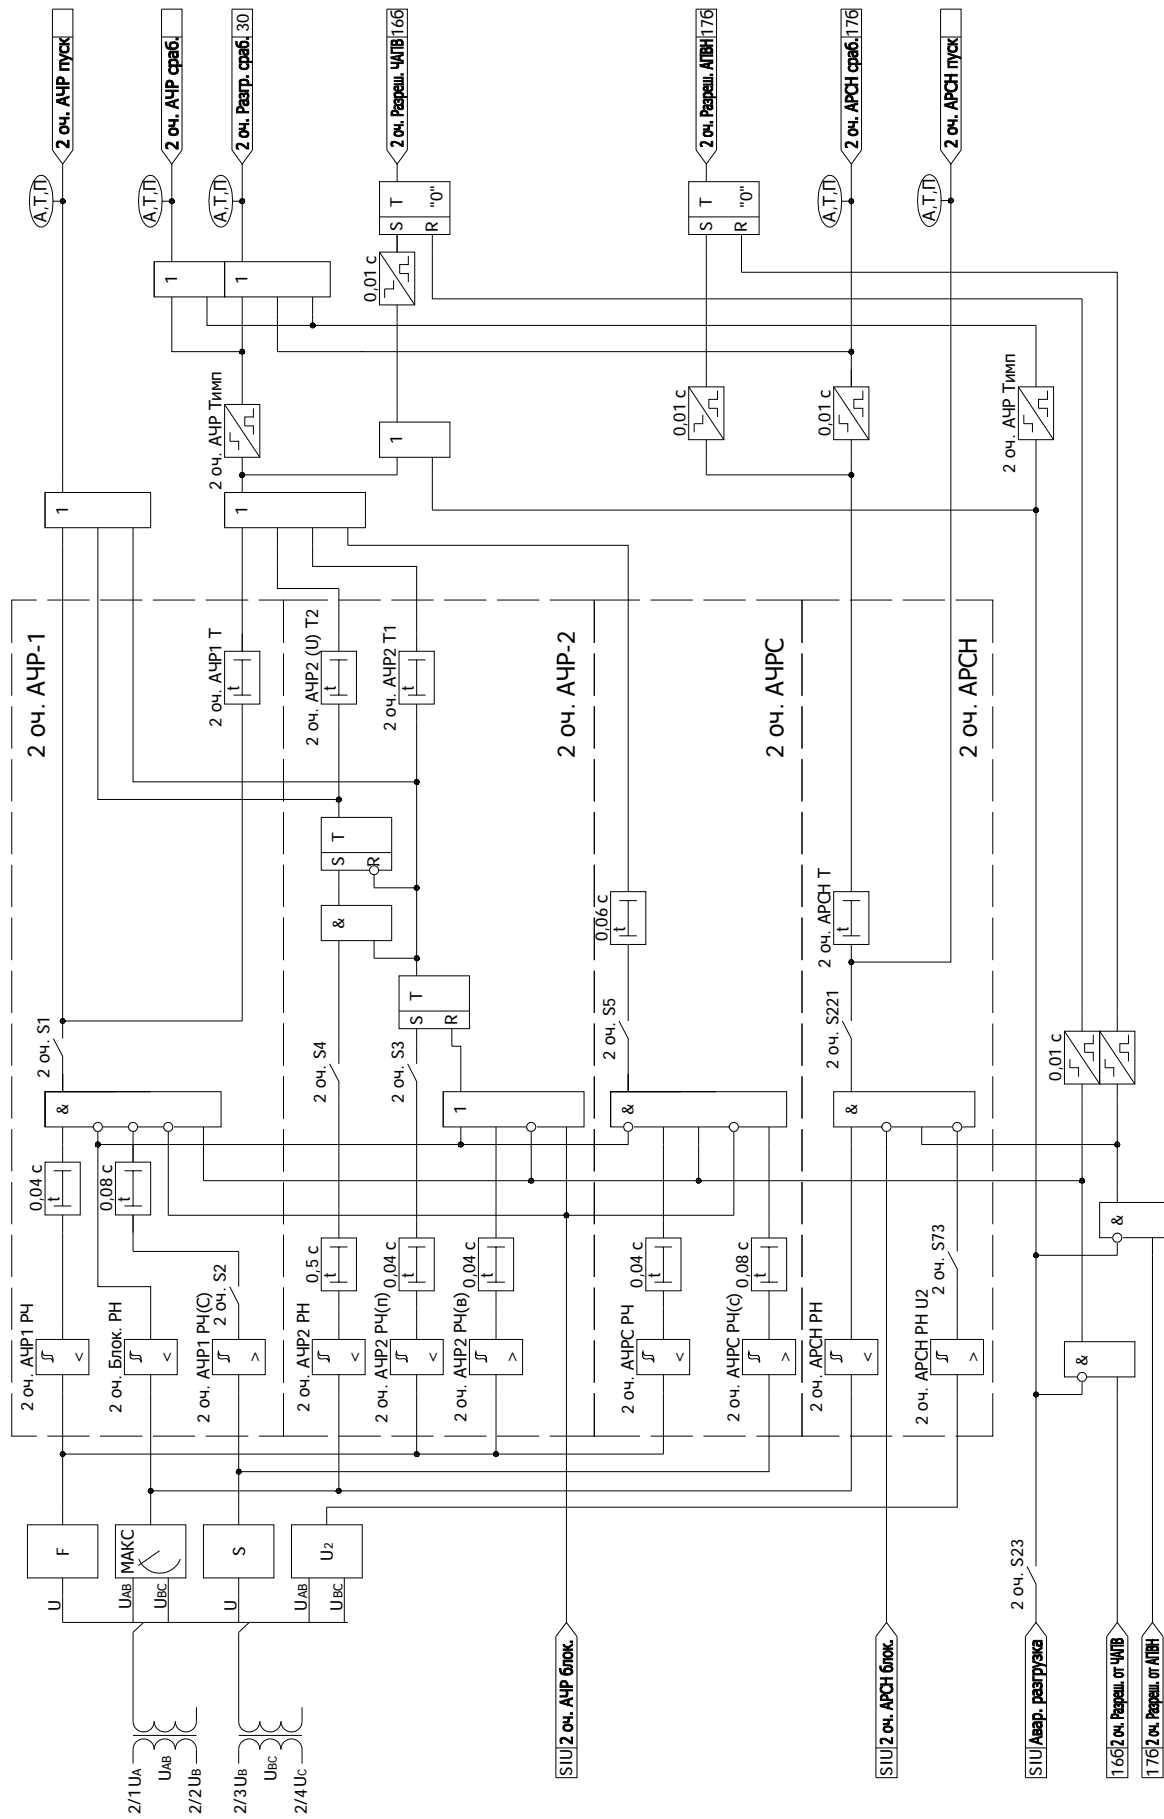 2/1 UA
UAB
2/2 UB
2/3 UB
UBC
2/4 UC
U
UAB
UBC
U
UAB
UBC
F
МАКС
S
U2
2 оч. АЧР-1
2 оч. АЧР1 РЧ
<
0,04 с
t
2 оч. Блок. РН
<
2 оч. АЧР1 РЧ(С)
>
2 оч. S2
0,08 с
t
&
2 оч. S1
2 оч. АЧР1 Т
t
2 оч. АЧР-2
2 оч. АЧР2 РН
<
0,5 с
t
2 оч. S4
2 оч. АЧР2 РЧ(п)
<
0,04 с
t
2 оч. S3
2 оч. АЧР2 РЧ(в)
>
0,04 с
t
1
S
T
R
&
S
T
R
2 оч. АЧР2 (U) Т2
t
2 оч. АЧР2 Т1
t
2 оч. АЧРС
2 оч. АЧРС РЧ
<
0,04 с
t
2 оч. АЧРС РЧ(с)
>
0,08 с
t
&
2 оч. S5
0,06 с
t
2 оч. АРСН
2 оч. АРСН РН
<
2 оч. АРСН РН U2
>
2 оч. S73
&
2 оч. S221
2 оч. АРСН Т
t
1
1
2 оч. АЧР Тимп
1
1
1
0,01 с
S
T
R
"0"
0,01 с
S
T
R
"0"
0,01 с
2 оч. АЧР Тимп
0,01 с
&
&
2 оч. S23
А,Т,П
2 оч. АЧР пуск
А,Т,П
2 оч. АЧР сраб.
А,Т,П
2 оч. Разгр. сраб. 30
2 оч. Разреш. ЧАПВ 16б
2 оч. Разреш. АПВН 17б
А,Т,П
2 оч. АРСН сраб. 17б
А,Т,П
2 оч. АРСН пуск
SIU 2 оч. АЧР блок.
SIU 2 оч. АРСН блок.
SIU Авар. разгрузка
16б 2 оч. Разреш. от ЧАПВ
17б 2 оч. Разреш. от АПВН